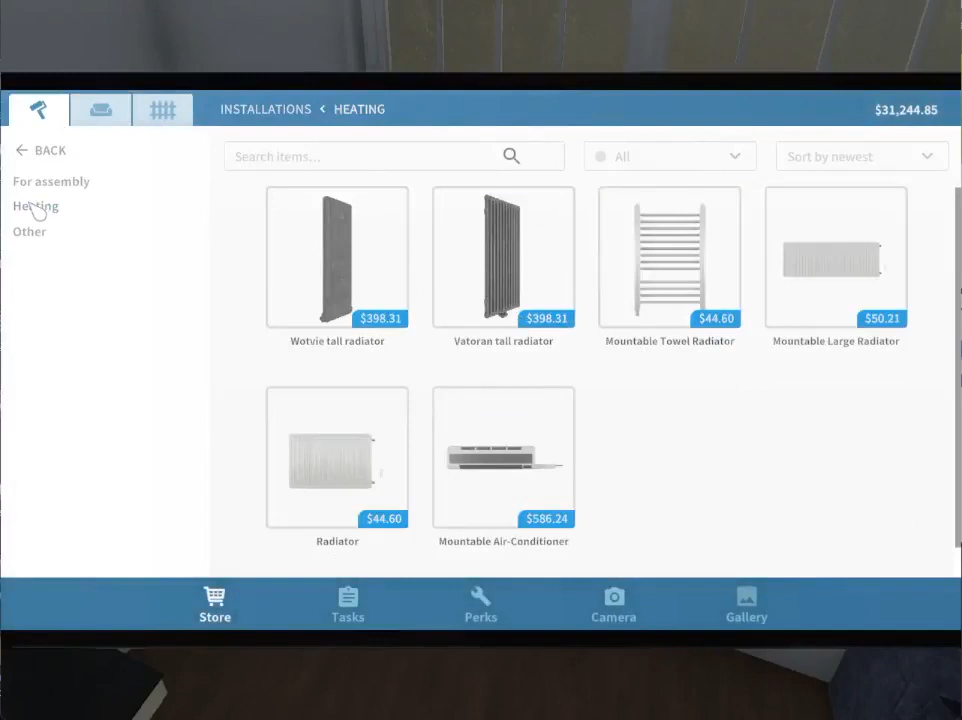 INSTALLATIONS < HEATING
$31,244.85
BACK
For assembly
Heating
Other
Search items...
All
Sort by newest
$398.31
$398.31
$44.60
$50.21
Wotvie tall radiator
Vatoran tall radiator
Mountable Towel Radiator
Mountable Large Radiator
$44.60
$586.24
Radiator
Mountable Air-Conditioner
Store
Tasks
Perks
Camera
Gallery